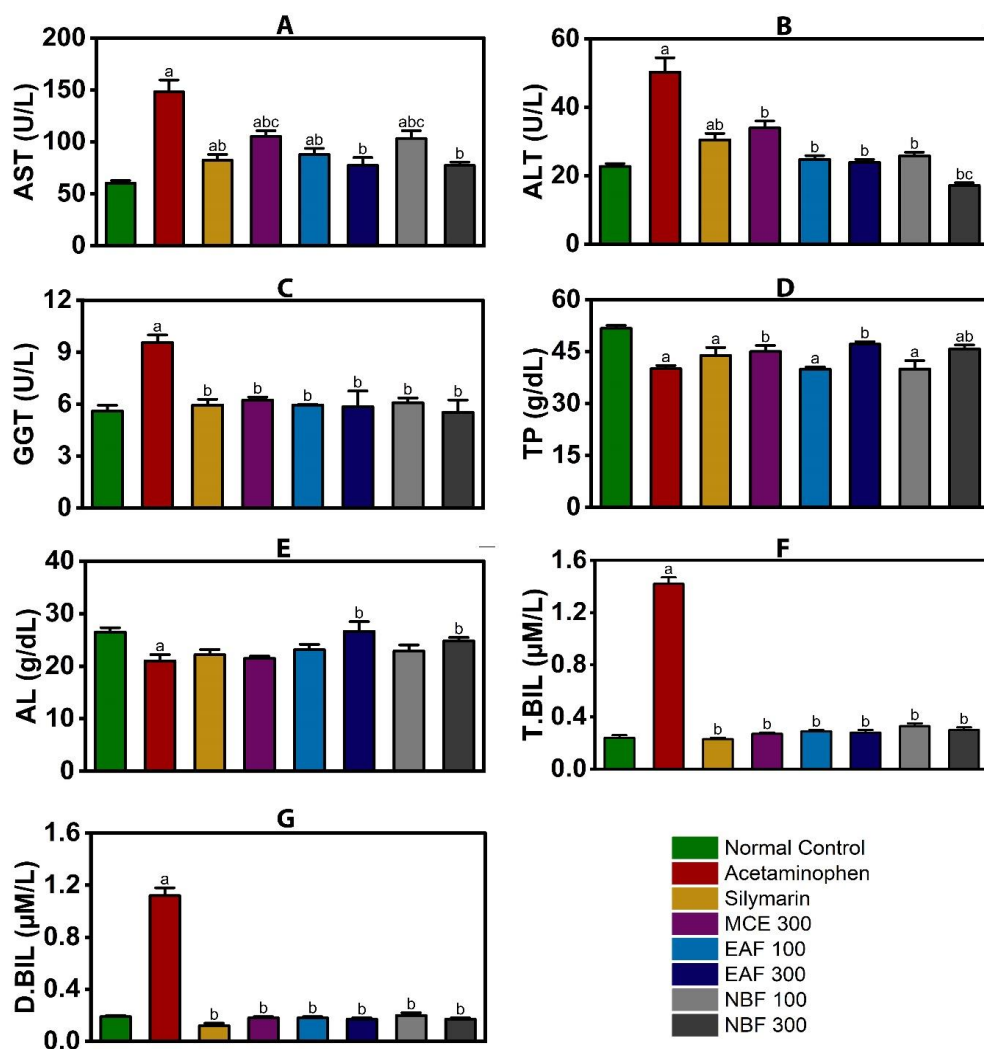 A
AST (U/L)
200
150
100
50
0
a
ab
abc
ab
b
abc
b
B
ALT (U/L)
60
40
20
0
a
ab
b
b
b
b
bc
C
GGT (U/L)
12
9
6
3
0
a
b
b
b
b
b
b
D
TP (g/dL)
60
45
30
15
0
a
a
b
a
b
a
ab
E
AL (g/dL)
40
30
20
10
0
a
b
b
F
T.BIL (µM/L)
1.6
1.2
0.8
0.4
0.0
a
b
b
b
b
b
b
G
D.BIL (µM/L)
1.6
1.2
0.8
0.4
0.0
a
b
b
b
b
b
b
Normal Control
Acetaminophen
Silymarin
MCE 300
EAF 100
EAF 300
NBF 100
NBF 300